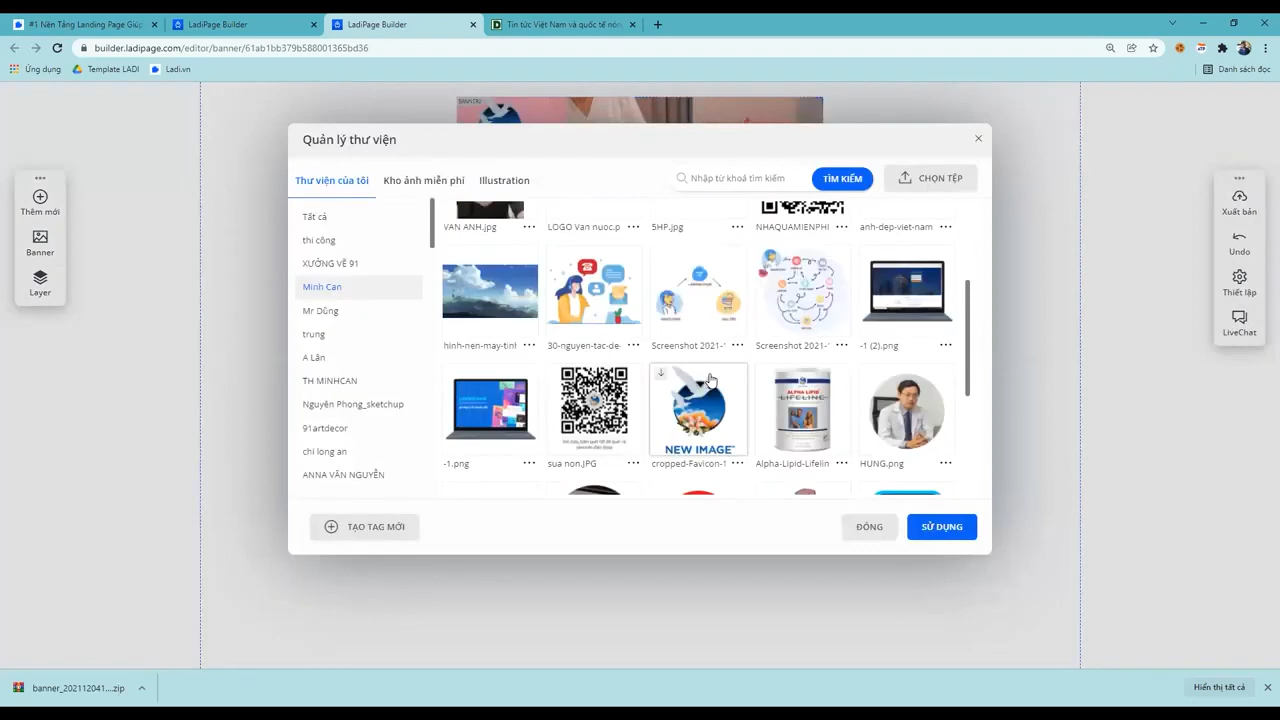 #1 Nền Tảng Landing Page Giúp
LadiPage Builder
LadiPage Builder
Tin tức Việt Nam và quốc tế nón
builder.ladipage.com/editor/banner/61ab1bb379b588001365bd36
Ứng dụng
Template LADI
Ladi.vn
Danh sách đọc
BANNER
Quản lý thư viện
Thư viện của tôi
Kho ảnh miễn phí
Illustration
Nhập từ khoá tìm kiếm
TÌM KIẾM
CHỌN TỆP
Thêm mới
Banner
Layer
Xuất bản
Undo
Thiết lập
LiveChat
Tất cả
thi công
XƯỞNG VẼ 91
Minh Can
Mr Dũng
trung
A Lân
TH MINHCAN
Nguyên Phong_sketchup
91artdecor
chi long an
ANNA VĂN NGUYỄN
VAN ANH.jpg
LOGO Van nuoc.p
5HP.jpg
NHAQUAMIENPHI
anh-dep-viet-nam
hinh-nen-may-tinh
30-nguyen-tac-de-
Screenshot 2021-1
Screenshot 2021-1
-1 (2).png
NEW IMAGE
ALPHA LIPID
LIFELINE
-1.png
sua non.JPG
cropped-Favicon-1
Alpha-Lipid-Lifelin
HUNG.png
TẠO TAG MỚI
ĐÓNG
SỬ DỤNG
banner_202112041....zip
Hiển thị tất cả